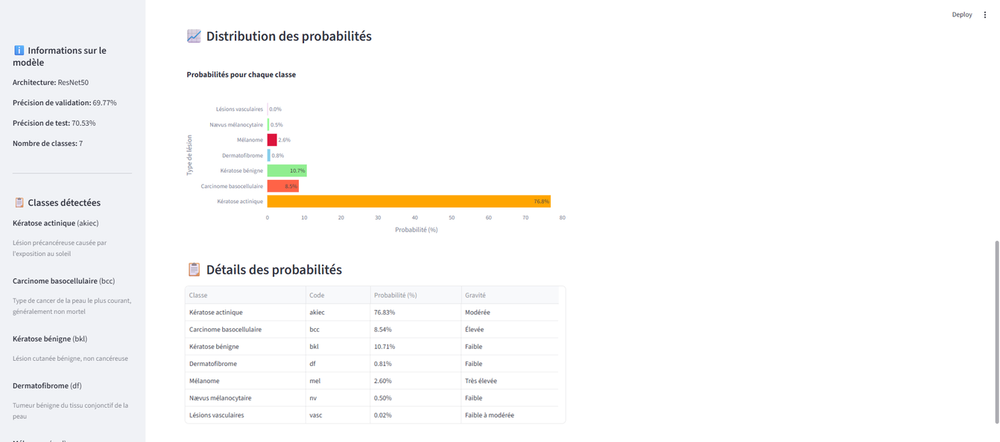 Deploy
Informations sur le
modèle
Architecture: ResNet50
Précision de validation: 69.77%
Précision de test: 70.53%
Nombre de classes: 7
Classes détectées
Kératose actinique (akiec)
Lésion précancéreuse causée par
l'exposition au soleil
Carcinome basocellulaire (bcc)
Type de cancer de la peau le plus courant,
généralement non mortel
Kératose bénigne (bkl)
Lésion cutanée bénigne, non cancéreuse
Dermatofibrome (df)
Tumeur bénigne du tissu conjonctif de la
peau
Distribution des probabilités
Probabilités pour chaque classe
Type de lésion
Lésions vasculaires 0.0%
Nævus mélanocytaire 0.5%
Mélanome 2.6%
Dermatofibrome 0.8%
Kératose bénigne 10.7%
Carcinome basocellulaire 8.5%
Kératose actinique 76.8%
0 10 20 30 40 50 60 70 80
Probabilité (%)
Détails des probabilités
Classe Code Probabilité (%) Gravité
Kératose actinique akiec 76.83% Modérée
Carcinome basocellulaire bcc 8.54% Élevée
Kératose bénigne bkl 10.71% Faible
Dermatofibrome df 0.81% Faible
Mélanome mel 2.60% Très élevée
Nævus mélanocytaire nv 0.50% Faible
Lésions vasculaires vasc 0.02% Faible à modérée